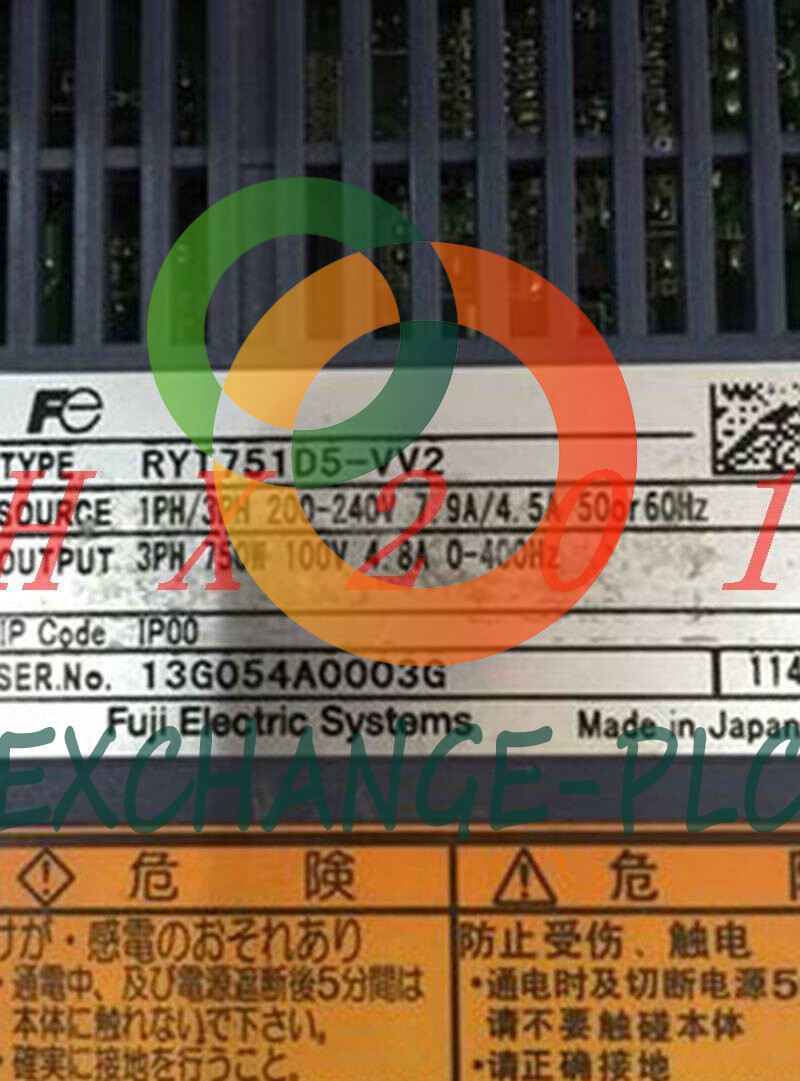 Fe
TYPE RYT751D5-VV2
SOURCE 1PH/3PH 200-240V 7.9A/4.5A 50or60Hz
OUTPUT 3PH 750W 100V 4.8A 0-400Hz
HX201
IP Code IP00
SER.No. 13G054A0003G 114
Fuji Electric Systems Made in Japan
EXCHANGE-PLC
危 険
けが・感電のおそれあり
・通電中、及び電源遮断後5分間は
本体に触れないで下さい。
・確実に接地を行うこと。
危
防止受伤、触电
・通电时及切断电源5
请不要触碰本体
・请正确接地